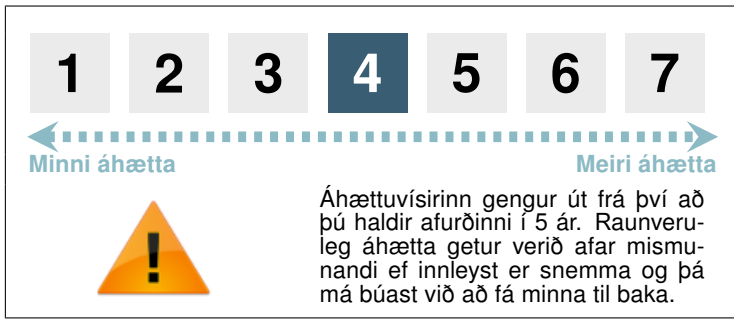 1 2 3 4 5 6 7
Minni áhætta Meiri áhætta
Áhættuvísirinn gengur út frá því að
þú haldir afurðinni í 5 ár. Raunveru-
leg áhætta getur verið afar mismu-
nandi ef innleyst er snemma og þá
má búast við að fá minna til baka.